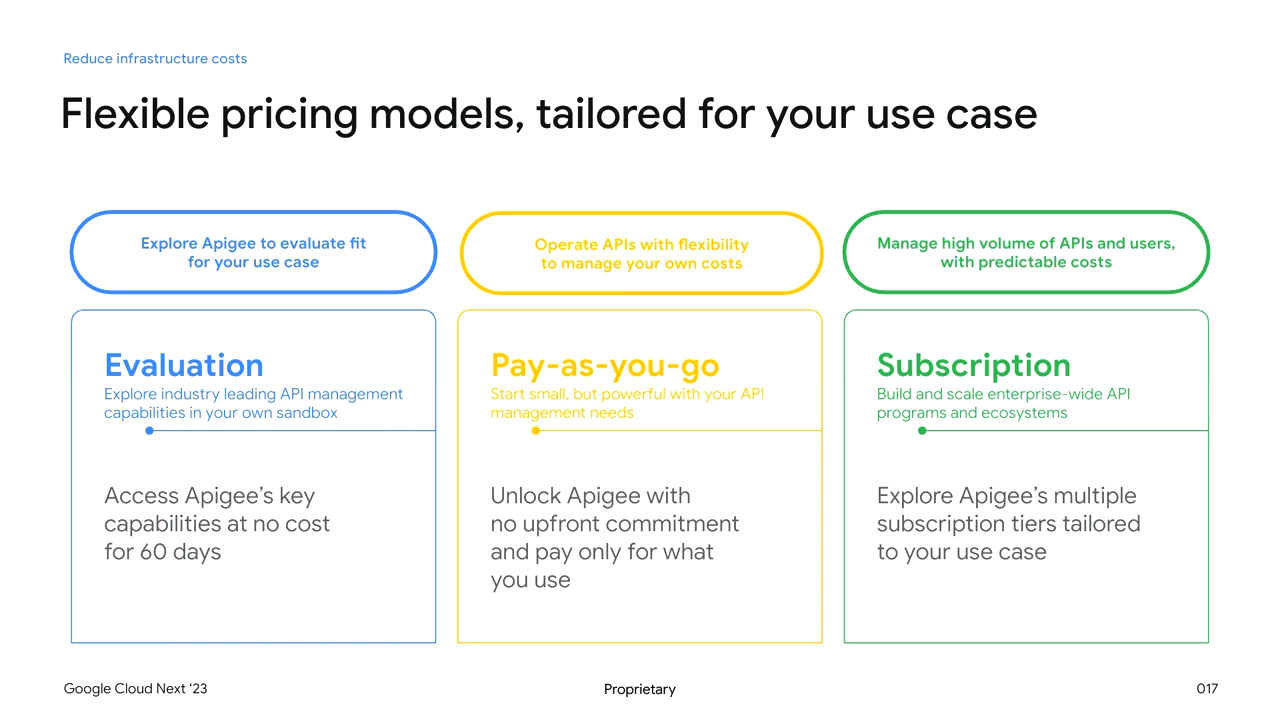 Reduce infrastructure costs
Flexible pricing models, tailored for your use case
Explore Apigee to evaluate fit
for your use case
Operate APIs with flexibility
to manage your own costs
Manage high volume of APIs and users,
with predictable costs
Evaluation
Explore industry leading API management
capabilities in your own sandbox
Access Apigee’s key
capabilities at no cost
for 60 days
Pay-as-you-go
Start small, but powerful with your API
management needs
Unlock Apigee with
no upfront commitment
and pay only for what
you use
Subscription
Build and scale enterprise-wide API
programs and ecosystems
Explore Apigee’s multiple
subscription tiers tailored
to your use case
Google Cloud Next ‘23
Proprietary
017